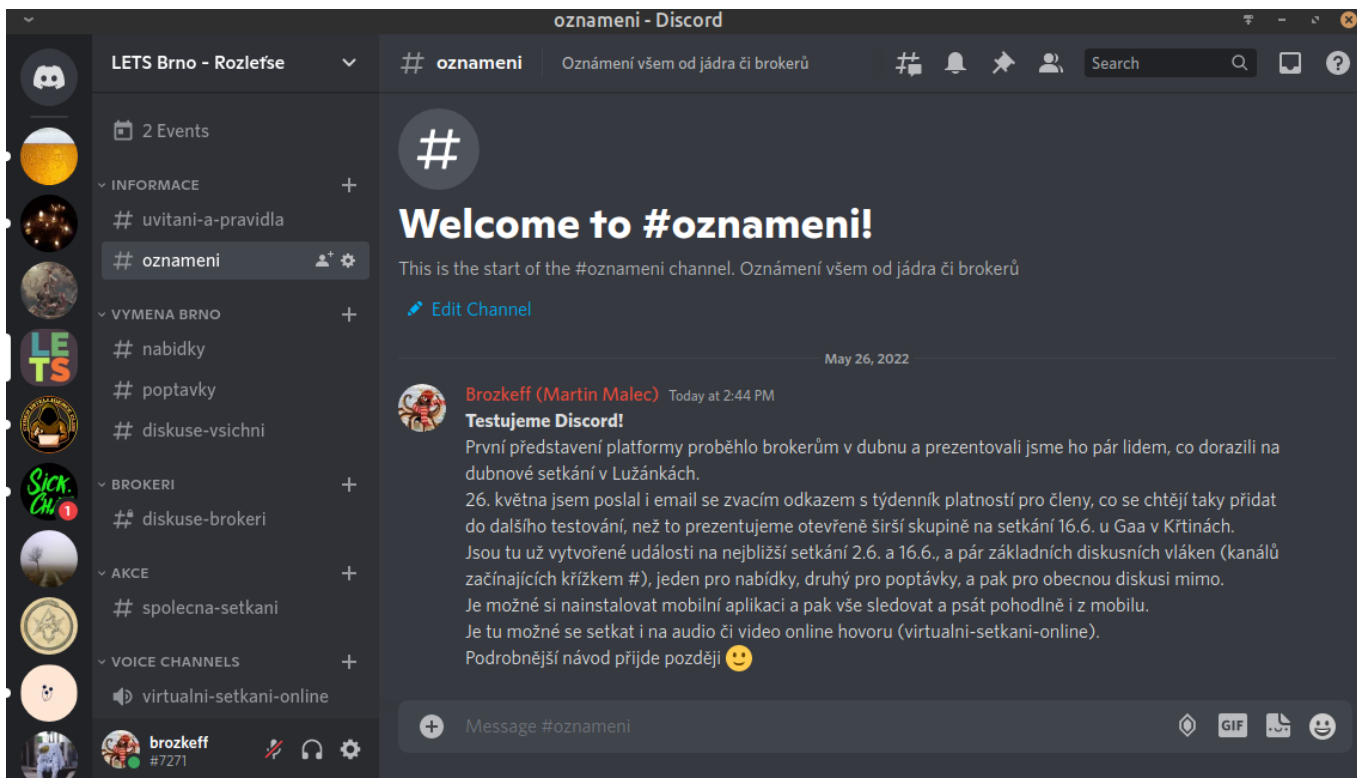 oznameni - Discord
LETS Brno - Rozleťse
# oznameni
Oznámení všem od jádra či brokerů
Search
2 Events
INFORMACE
# uvitani-a-pravidla
# oznameni
VYMENA BRNO
# nabidky
# poptavky
# diskuse-vsichni
BROKERI
# diskuse-brokeri
AKCE
# spolecna-setkani
VOICE CHANNELS
virtualni-setkani-online
brozkeff
#7271
LE
TS
SICK.
1
#
Welcome to #oznameni!
This is the start of the #oznameni channel. Oznámení všem od jádra či brokerů
Edit Channel
May 26, 2022
Brozkeff (Martin Malec) Today at 2:44 PM
Testujeme Discord!
První představení platformy proběhlo brokerům v dubnu a prezentovali jsme ho pár lidem, co dorazili na
dubnové setkání v Lužánkách.
26. května jsem poslal i email se zvacím odkazem s týdenník platností pro členy, co se chtějí taky přidat
do dalšího testování, než to prezentujeme otevřeně širší skupině na setkání 16.6. u Gaa v Křtinách.
Jsou tu už vytvořené události na nejbližší setkání 2.6. a 16.6., a pár základních diskusních vláken (kanálů
začínajících křížkem #), jeden pro nabídky, druhý pro poptávky, a pak pro obecnou diskusi mimo.
Je možné si nainstalovat mobilní aplikaci a pak vše sledovat a psát pohodlně i z mobilu.
Je tu možné se setkat i na audio či video online hovoru (virtualni-setkani-online).
Podrobnější návod přijde později 🙂
Message #oznameni
GIF